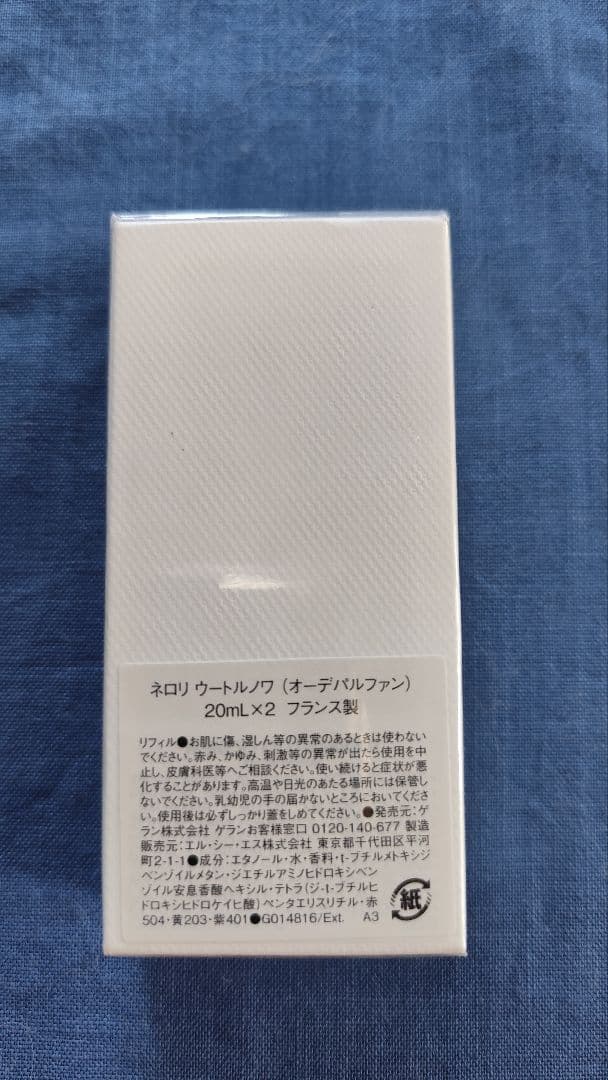 ネロリ ウートルノワ（オーデパルファン）
20mL×2 フランス製
リフィル●お肌に傷、湿しん等の異常のあるときは使わない
でください。赤み、かゆみ、刺激等の異常が出たら使用を中
止し、皮膚科医等へご相談ください。使い続けると症状が悪
化することがあります。高温や日光のあたる場所には保管し
ないでください。乳幼児の手の届かないところにおいてくださ
い。使用後は必ずしっかり蓋をしめてください。●発売元:ゲ
ラン株式会社 ゲランお客様窓口 0120-140-677 製造
販売元:エル・シー・エス株式会社 東京都千代田区平河
町2-1-1●成分:エタノール・水・香料・t-ブチルメトキシジ
ベンゾイルメタン・ジエチルアミノヒドロキシベン
ゾイル安息香酸ヘキシル・テトラ(ジ-t-ブチルヒ
ドロキシヒドロケイヒ酸)ペンタエリスリチル・赤
504・黄203・紫401●G014816/Ext. A3
紙